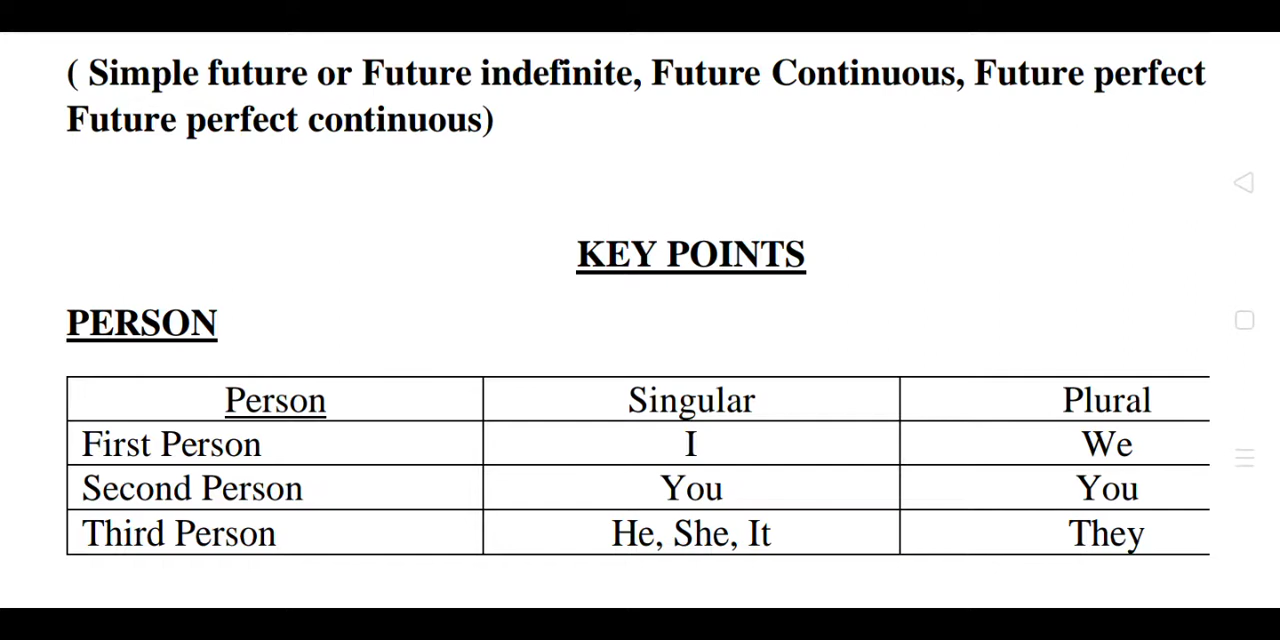 ( Simple future or Future indefinite, Future Continuous, Future perfect
Future perfect continuous)
KEY POINTS
PERSON
Person Singular Plural
First Person I We
Second Person You You
Third Person He, She, It They